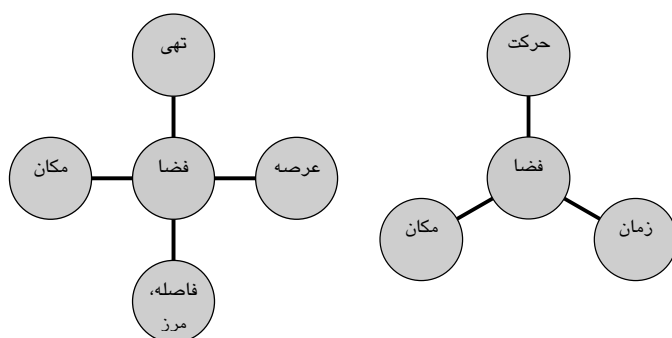 حرکت
فضا
زمان
مکان
تهی
عرصه
فضا
مکان
فاصله،
مرز